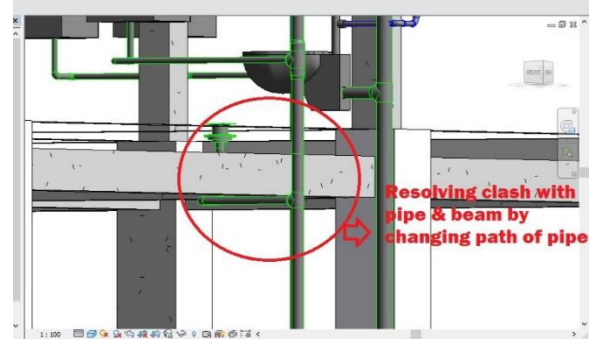 Resolving clash with
pipe & beam by
changing path of pipe
1 : 100